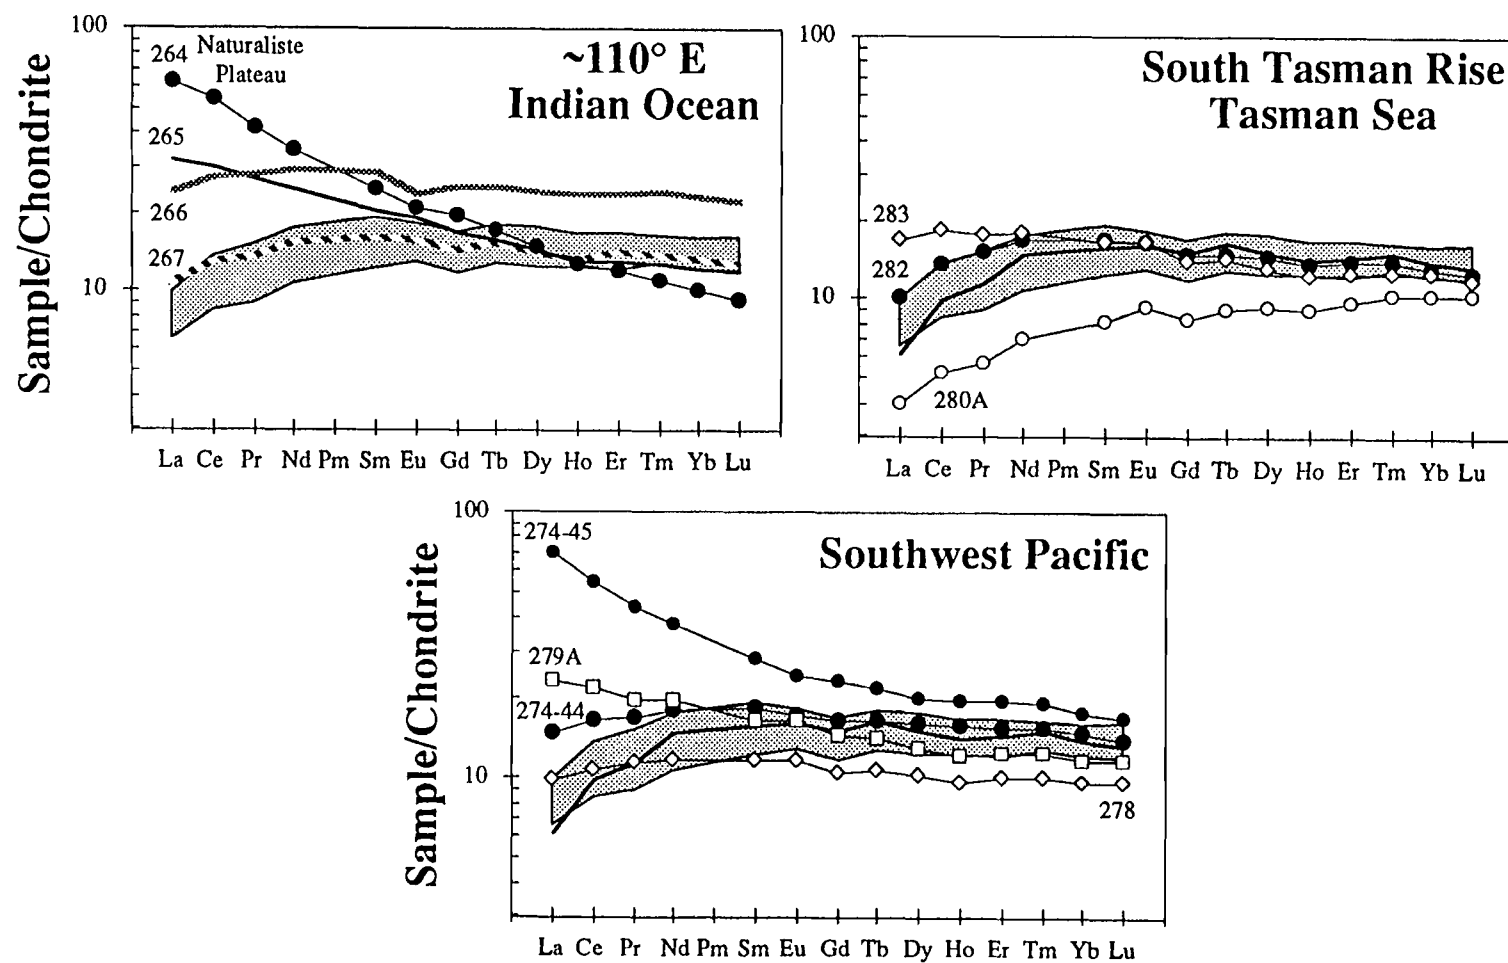 100
10
Sample/Chondrite
264
Naturaliste
Plateau
265
266
267
~110° E
Indian Ocean
La Ce Pr Nd Pm Sm Eu Gd Tb Dy Ho Er Tm Yb Lu
100
10
South Tasman Rise
Tasman Sea
283
282
280A
La Ce Pr Nd Pm Sm Eu Gd Tb Dy Ho Er Tm Yb Lu
100
10
Sample/Chondrite
274-45
Southwest Pacific
279A
274-44
278
La Ce Pr Nd Pm Sm Eu Gd Tb Dy Ho Er Tm Yb Lu